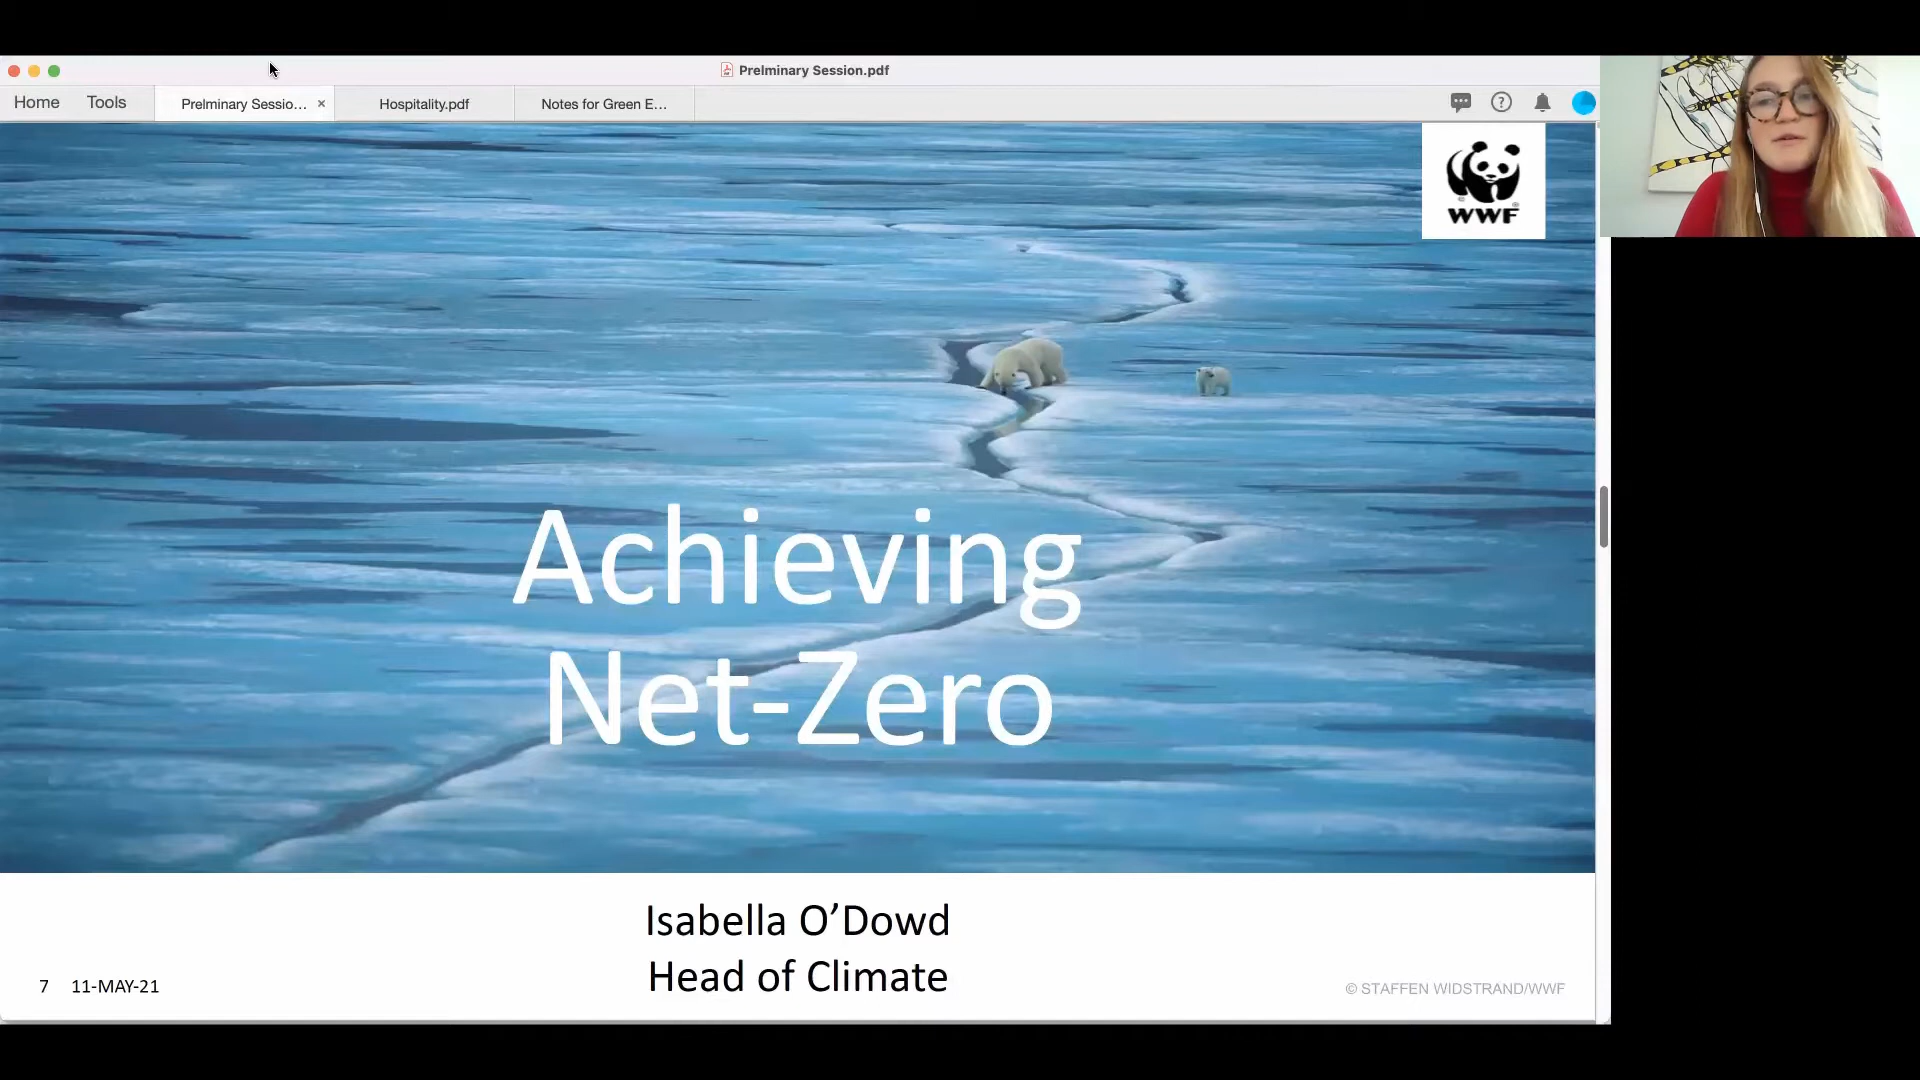 Prelminary Session.pdf
Home
Tools
Prelminary Sessio...
×
Hospitality.pdf
Notes for Green E...
?
WWF
Achieving
Net-Zero
Isabella O’Dowd
Head of Climate
7
11-MAY-21
© STAFFEN WIDSTRAND/WWF